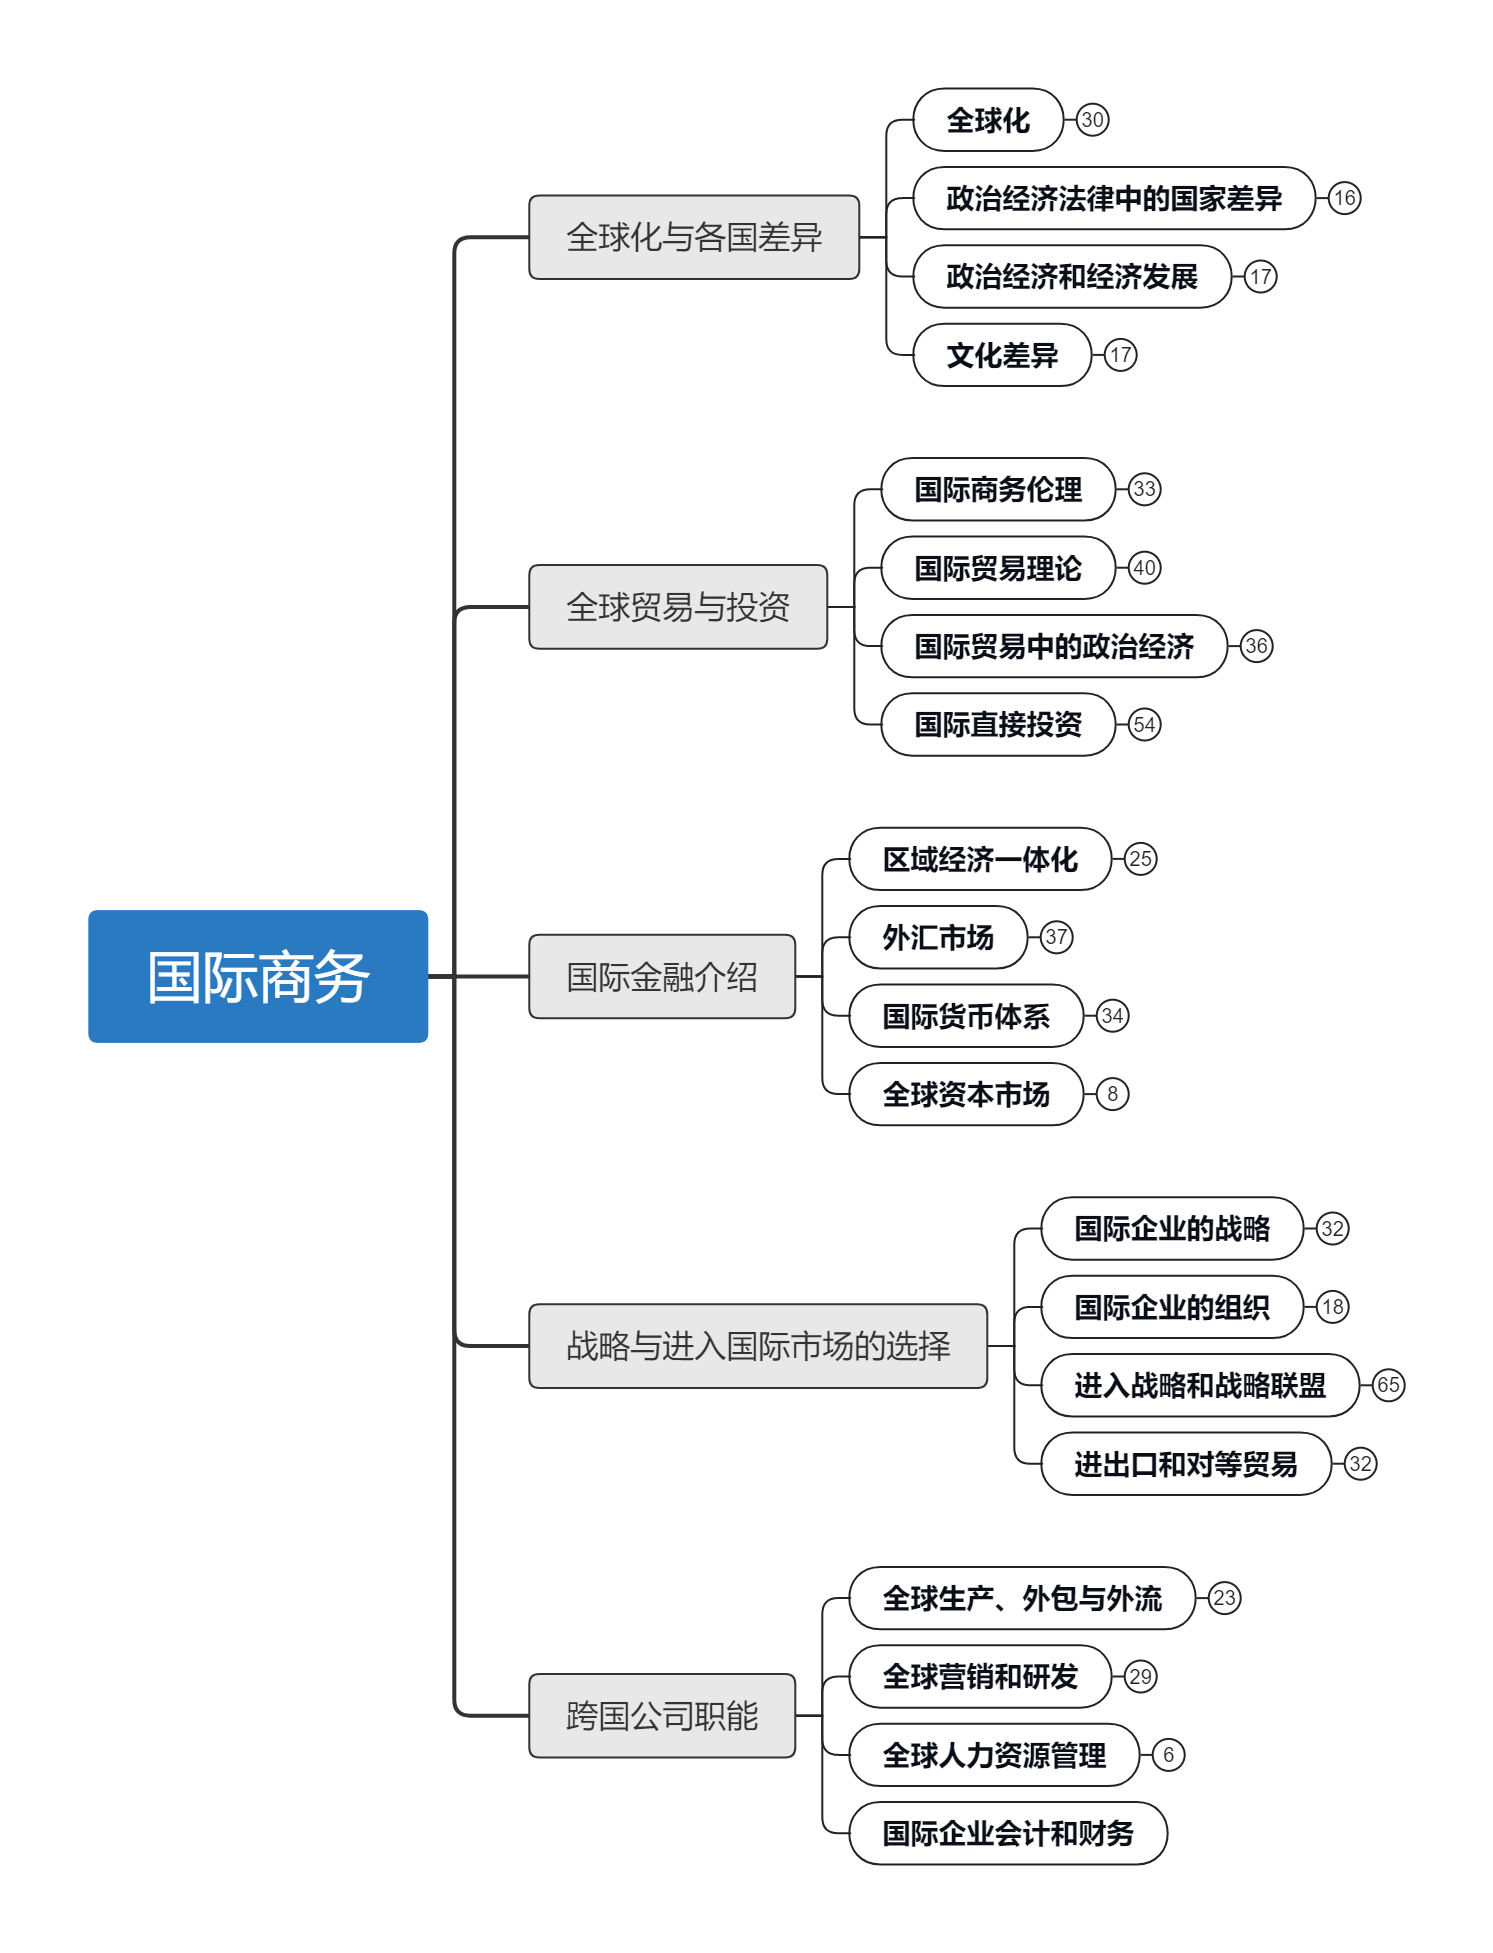 国际商务
全球化与各国差异
全球化 30
政治经济法律中的国家差异 16
政治经济和经济发展 17
文化差异 17
全球贸易与投资
国际商务伦理 33
国际贸易理论 40
国际贸易中的政治经济 36
国际直接投资 54
国际金融介绍
区域经济一体化 25
外汇市场 37
国际货币体系 34
全球资本市场 8
战略与进入国际市场的选择
国际企业的战略 32
国际企业的组织 18
进入战略和战略联盟 65
进出口和对等贸易 32
跨国公司职能
全球生产、外包与外流 23
全球营销和研发 29
全球人力资源管理 6
国际企业会计和财务